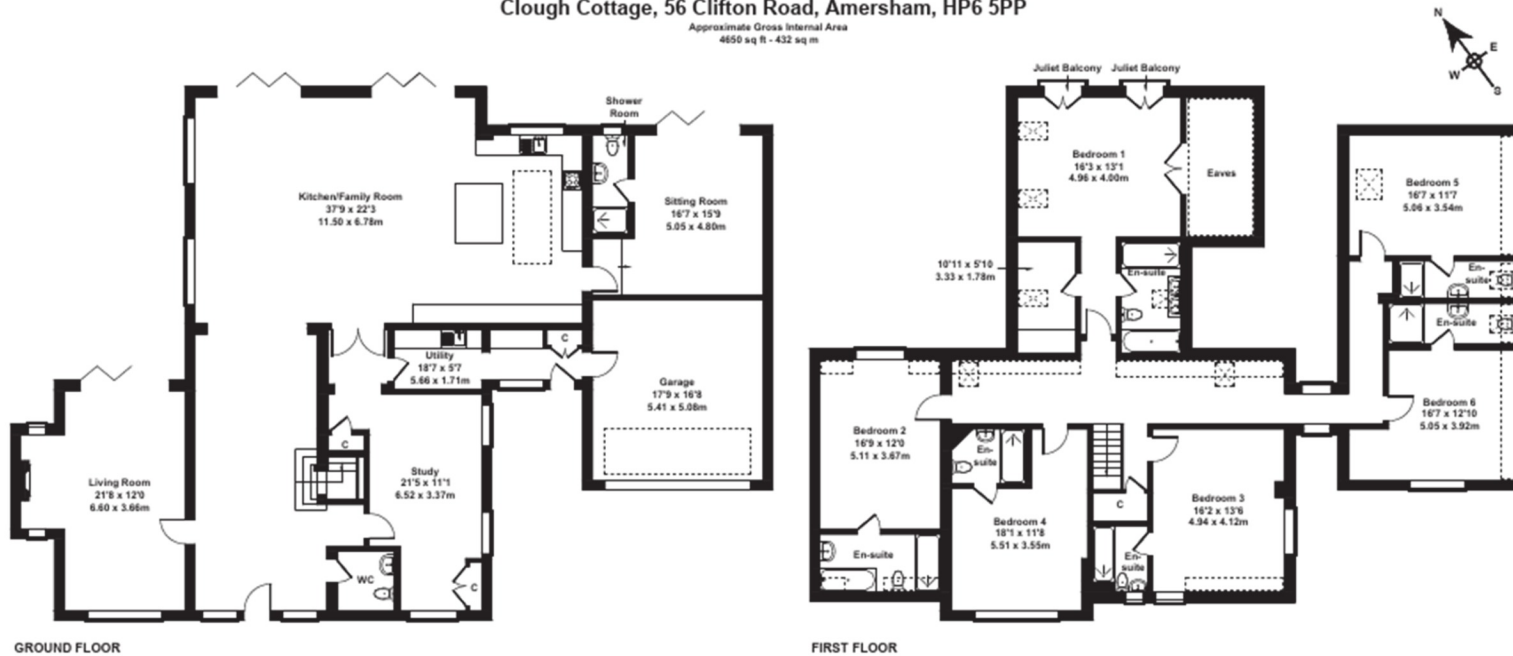 Clough Cottage, 56 Clifton Road, Amersham, HP6 5PP
Approximate Gross Internal Area
4650 sq ft - 432 sq m
N
E
W
S
Shower
Room
Kitchen/Family Room
37'9 x 22'3
11.50 x 6.78m
Sitting Room
16'7 x 15'9
5.05 x 4.80m
Utility
18'7 x 5'7
5.66 x 1.71m
C
Garage
17'9 x 16'8
5.41 x 5.08m
C
Living Room
21'8 x 12'0
6.60 x 3.66m
Study
21'5 x 11'1
6.52 x 3.37m
WC
C
GROUND FLOOR
Juliet Balcony
Juliet Balcony
Bedroom 1
16'3 x 13'1
4.96 x 4.00m
Eaves
10'11 x 5'10
3.33 x 1.78m
En-suite
Bedroom 5
16'7 x 11'7
5.06 x 3.54m
En-
suite
En-suite
Bedroom 6
16'7 x 12'10
5.05 x 3.92m
Bedroom 2
16'9 x 12'0
5.11 x 3.67m
En-
suite
En-suite
Bedroom 4
18'1 x 11'8
5.51 x 3.55m
C
Bedroom 3
16'2 x 13'6
4.94 x 4.12m
En-
suite
FIRST FLOOR